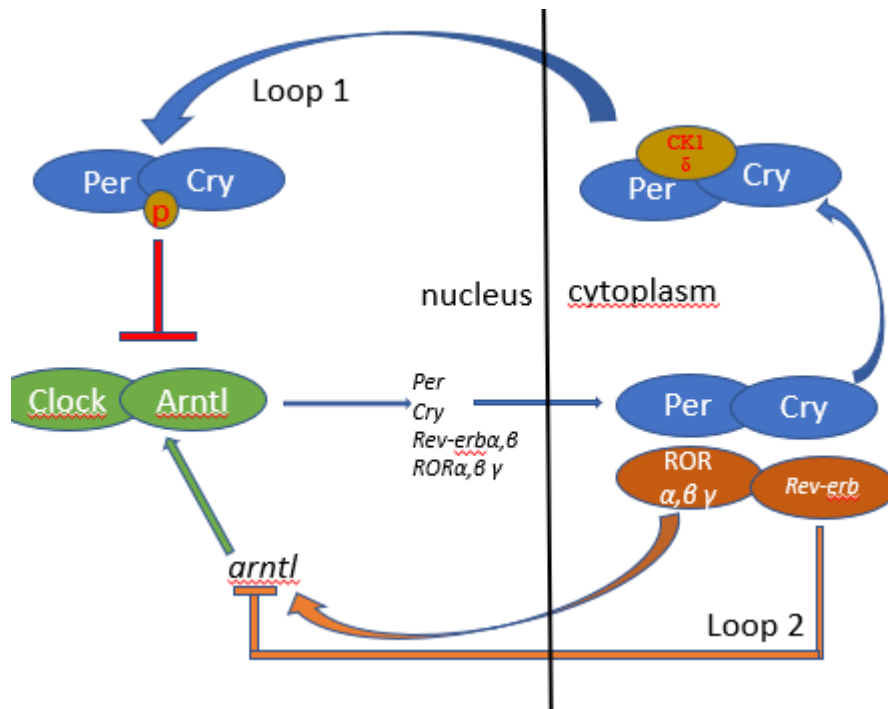 Loop 1
CK1
δ
Per Cry
Per Cry
p
nucleus cytoplasm
Clock Arntl
Per
Cry
Rev-erbα,β
RORα,β γ
Per Cry
ROR
α,β γ
Rev-erb
arntl
Loop 2